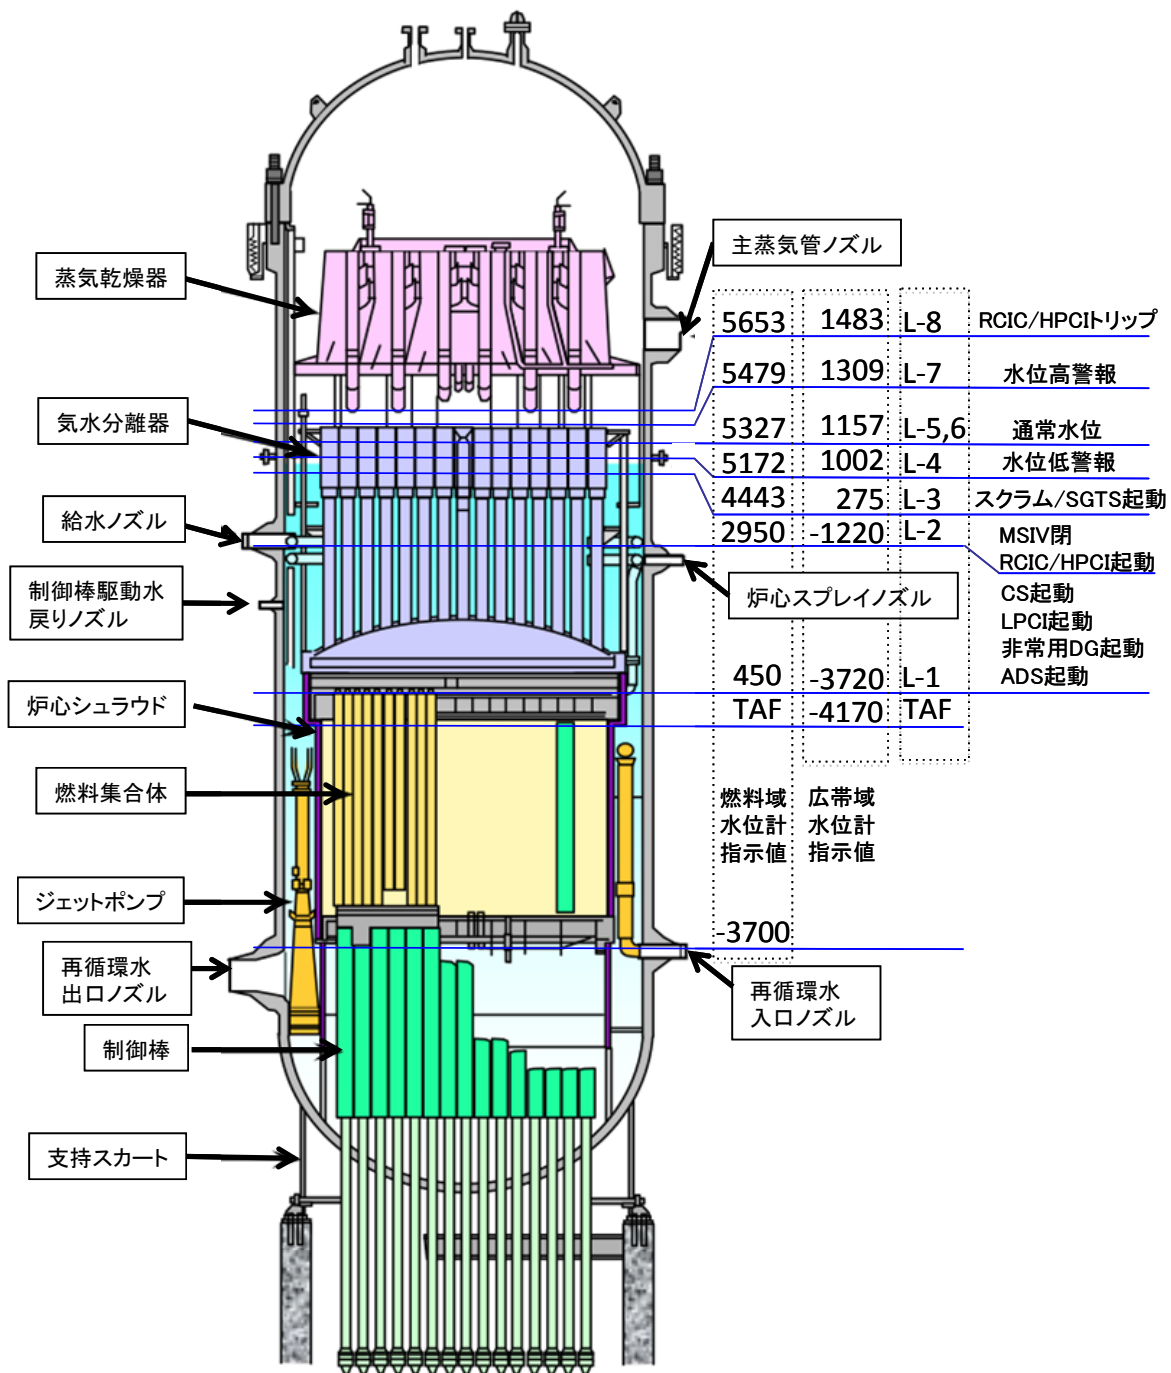 蒸気乾燥器
気水分離器
給水ノズル
制御棒駆動水
戻りノズル
炉心シュラウド
燃料集合体
ジェットポンプ
再循環水
出口ノズル
制御棒
支持スカート
主蒸気管ノズル
5653 1483 L-8 RCIC/HPCIトリップ
5479 1309 L-7 水位高警報
5327 1157 L-5,6 通常水位
5172 1002 L-4 水位低警報
4443 275 L-3 スクラム/SGTS起動
2950 -1220 L-2 MSIV閉
RCIC/HPCI起動
炉心スプレイノズル
CS起動
LPCI起動
非常用DG起動
450 -3720 L-1 ADS起動
TAF -4170 TAF
燃料域
水位計
指示値
広帯域
水位計
指示値
-3700
再循環水
入口ノズル